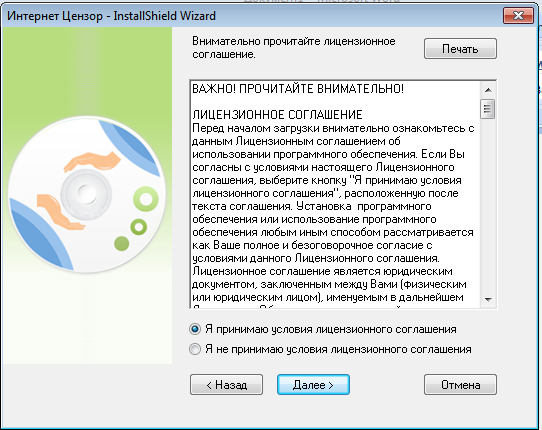 Интернет Цензор - InstallShield Wizard
Внимательно прочитайте лицензионное
соглашение.
Печать
ВАЖНО! ПРОЧИТАЙТЕ ВНИМАТЕЛЬНО!
ЛИЦЕНЗИОННОЕ СОГЛАШЕНИЕ
Перед началом загрузки внимательно ознакомьтесь с
данным Лицензионным соглашением об
использовании программного обеспечения. Если Вы
согласны с условиями настоящего Лицензионного
соглашения, выберите кнопку "Я принимаю условия
лицензионного соглашения", расположенную после
текста соглашения. Установка программного
обеспечения или использование программного
обеспечения любым иным способом рассматривается
как Ваше полное и безоговорочное согласие с
условиями данного Лицензионного соглашения.
Лицензионное соглашение является юридическим
документом, заключенным между Вами (физическим
или юридическим лицом), именуемым в дальнейшем
Я принимаю условия лицензионного соглашения
Я не принимаю условия лицензионного соглашения
< Назад
Далее >
Отмена